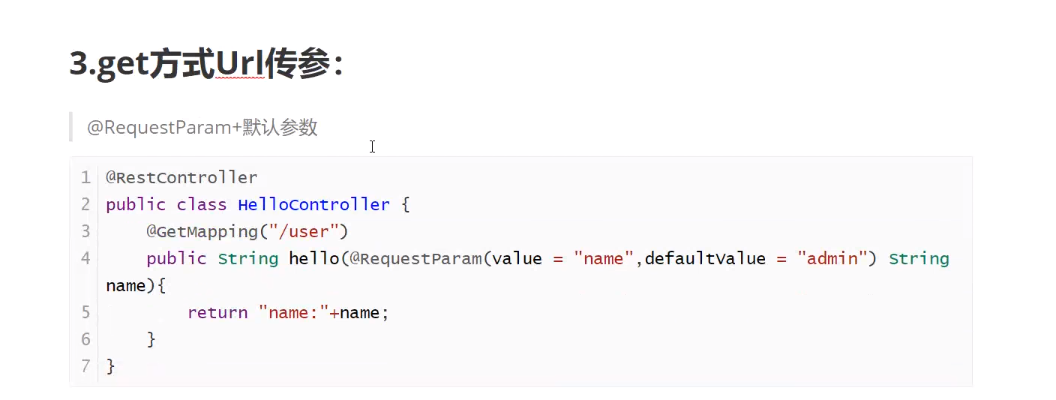 3.get方式Url传参：
@RequestParam+默认参数
1 @RestController
2 public class HelloController {
3     @GetMapping("/user")
4     public String hello(@RequestParam(value = "name",defaultValue = "admin") String
name){
5         return "name:"+name;
6     }
7 }